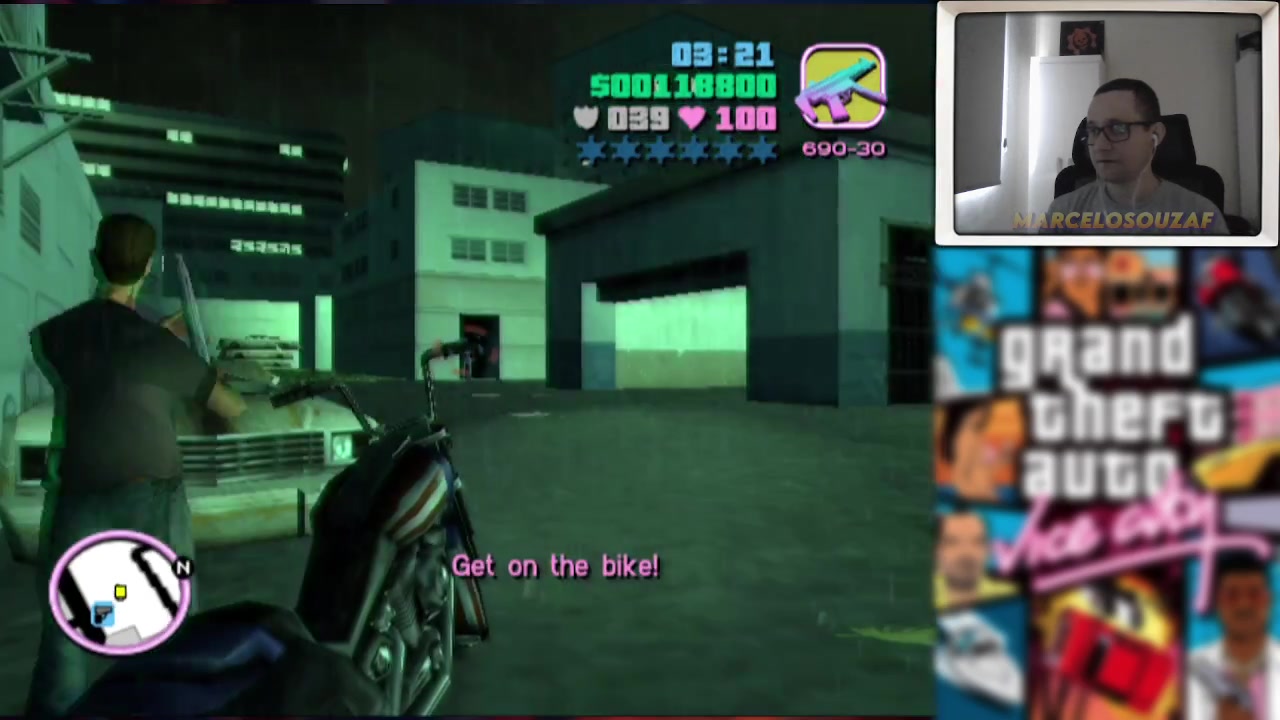 03:21
$00118800
039 100
690-30
N
Get on the bike!
MARCELOSOUZAF
grand
theft
auto
vice city